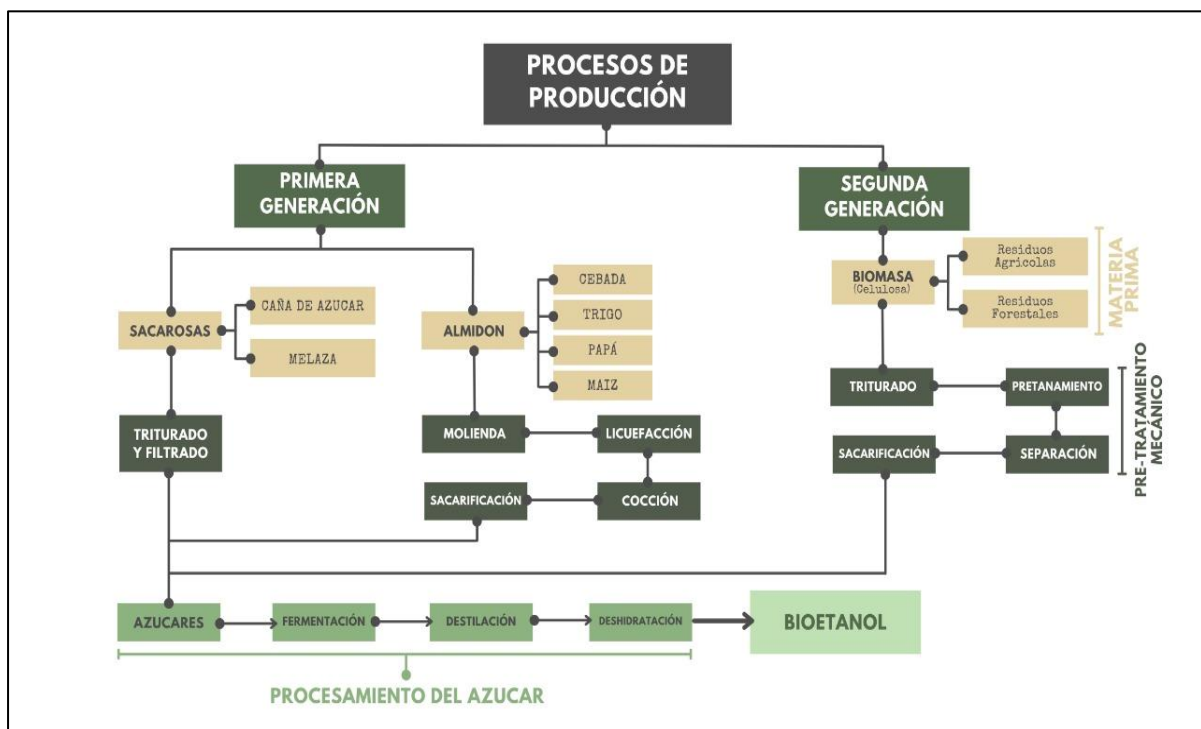 PROCESOS DE
PRODUCCIÓN
PRIMERA
GENERACIÓN
SEGUNDA
GENERACIÓN
SACAROSAS
CAÑA DE AZUCAR
MELAZA
ALMIDON
CEBADA
TRIGO
PAPÁ
MAIZ
BIOMASA
(Celulosa)
Residuos
Agricolas
Residuos
Forestales
MATERIA
PRIMA
TRITURADO
Y FILTRADO
MOLIENDA
LICUEFACCIÓN
SACARIFICACIÓN
COCCIÓN
TRITURADO
PRETANAMIENTO
SACARIFICACIÓN
SEPARACIÓN
PRE-TRATAMIENTO
MECÁNICO
AZUCARES
FERMENTACIÓN
DESTILACIÓN
DESHIDRATACIÓN
BIOETANOL
PROCESAMIENTO DEL AZUCAR